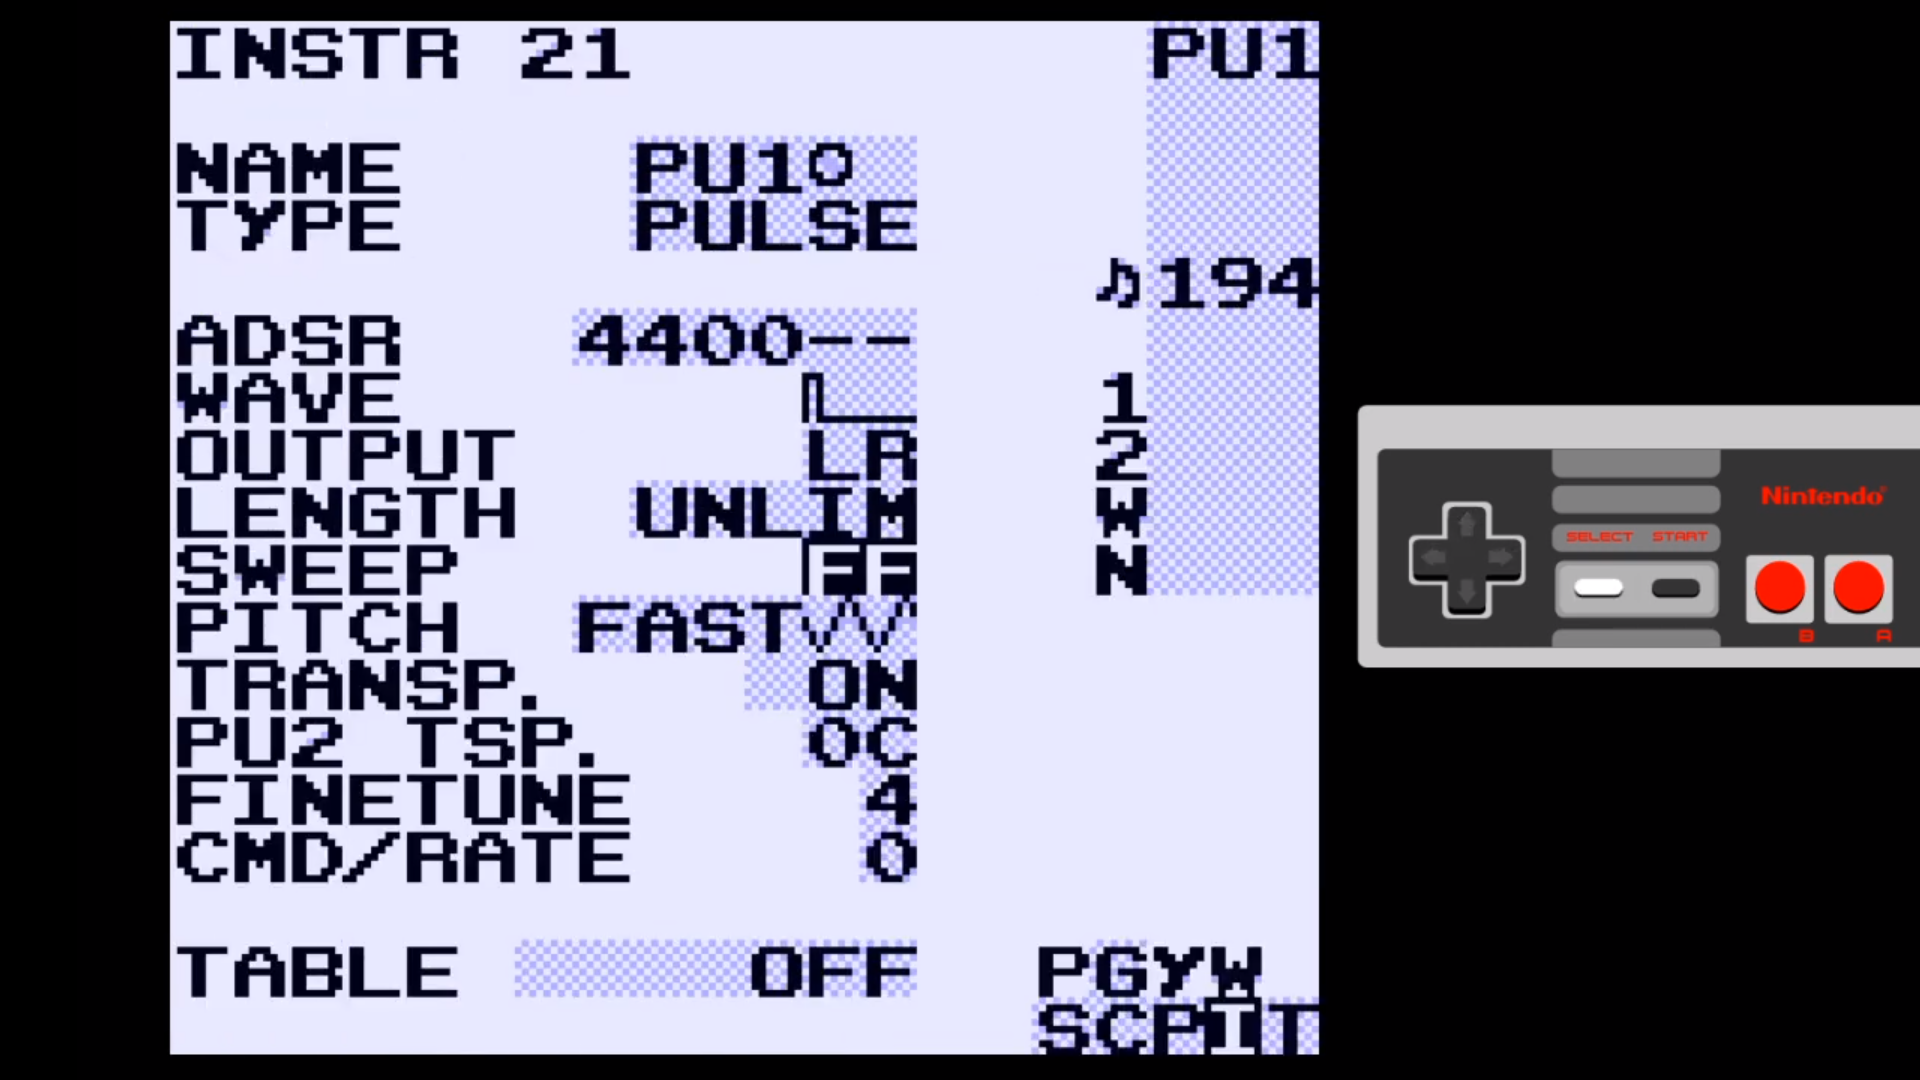 INSTR 21 PU1
NAME PU10
TYPE PULSE
♪194
ADSR 4400--
WAVE 1
OUTPUT LR 2
LENGTH UNLIM W
SWEEP FF N
PITCH FAST
TRANSP. ON
PU2 TSP. 0C
FINETUNE 4
CMD/RATE 0
TABLE OFF PGYW
SCPIT
Nintendo®
SELECT START
B A